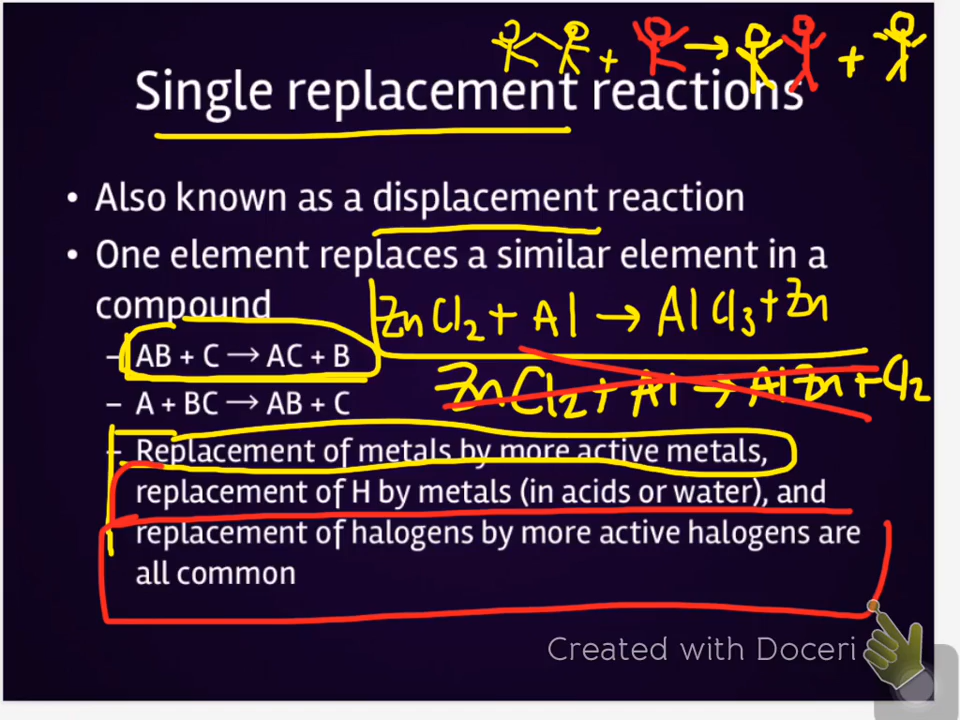 Single replacement reactions
• Also known as a displacement reaction
• One element replaces a similar element in a
compound
ZnCl₂ + Al → AlCl₃ + Zn
– AB + C → AC + B
ZnCl₂ + Al → AlZn + Cl₂
– A + BC → AB + C
– Replacement of metals by more active metals,
replacement of H by metals (in acids or water), and
replacement of halogens by more active halogens are
all common
Created with Doceri